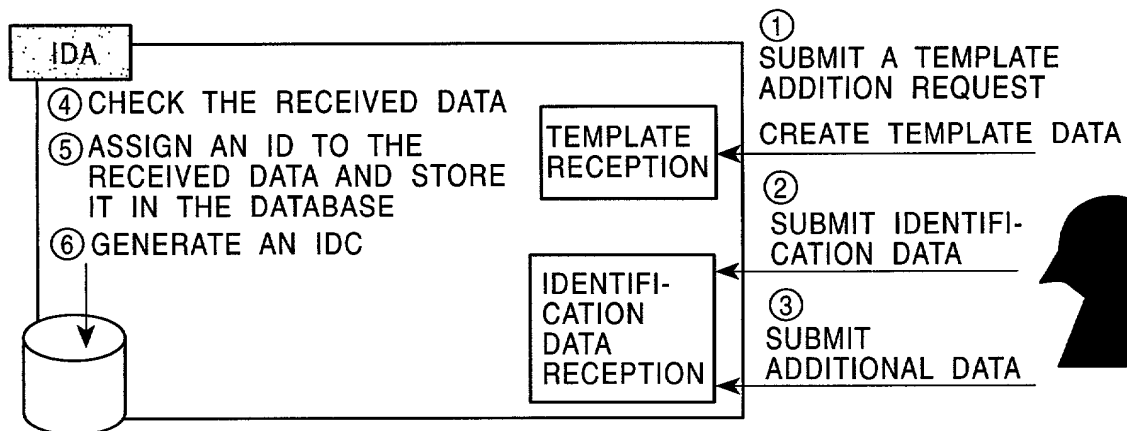 IDA
④ CHECK THE RECEIVED DATA
⑤ ASSIGN AN ID TO THE
RECEIVED DATA AND STORE
IT IN THE DATABASE
⑥ GENERATE AN IDC
TEMPLATE
RECEPTION
IDENTIFI-
CATION
DATA
RECEPTION
①
SUBMIT A TEMPLATE
ADDITION REQUEST
CREATE TEMPLATE DATA
②
SUBMIT IDENTIFI-
CATION DATA
③
SUBMIT
ADDITIONAL DATA